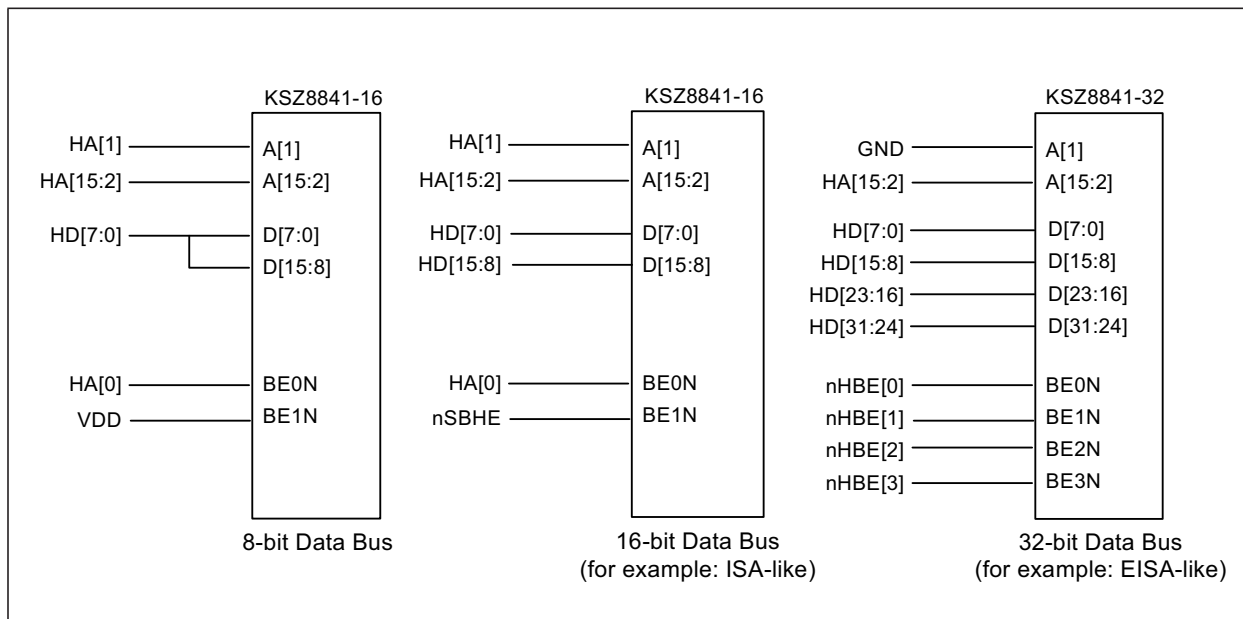 KSZ8841-16
HA[1]
A[1]
HA[15:2]
A[15:2]
HD[7:0]
D[7:0]
D[15:8]
HA[0]
BE0N
VDD
BE1N
8-bit Data Bus
KSZ8841-16
HA[1]
A[1]
HA[15:2]
A[15:2]
HD[7:0]
D[7:0]
HD[15:8]
D[15:8]
HA[0]
BE0N
nSBHE
BE1N
16-bit Data Bus
(for example: ISA-like)
KSZ8841-32
GND
A[1]
HA[15:2]
A[15:2]
HD[7:0]
D[7:0]
HD[15:8]
D[15:8]
HD[23:16]
D[23:16]
HD[31:24]
D[31:24]
nHBE[0]
BE0N
nHBE[1]
BE1N
nHBE[2]
BE2N
nHBE[3]
BE3N
32-bit Data Bus
(for example: EISA-like)